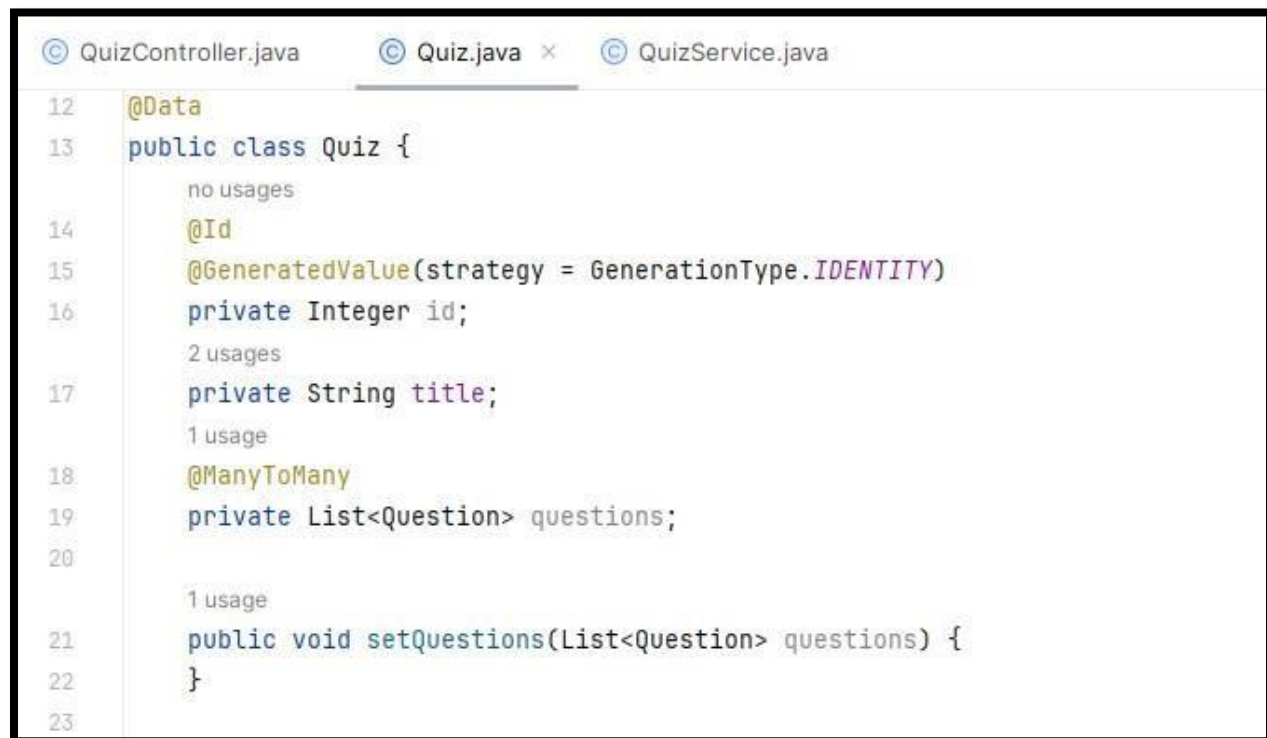 QuizController.java Quiz.java × QuizService.java
12 @Data
13 public class Quiz {
no usages
14 @Id
15 @GeneratedValue(strategy = GenerationType.IDENTITY)
16 private Integer id;
2 usages
17 private String title;
1 usage
18 @ManyToMany
19 private List<Question> questions;
20
1 usage
21 public void setQuestions(List<Question> questions) {
22 }
23